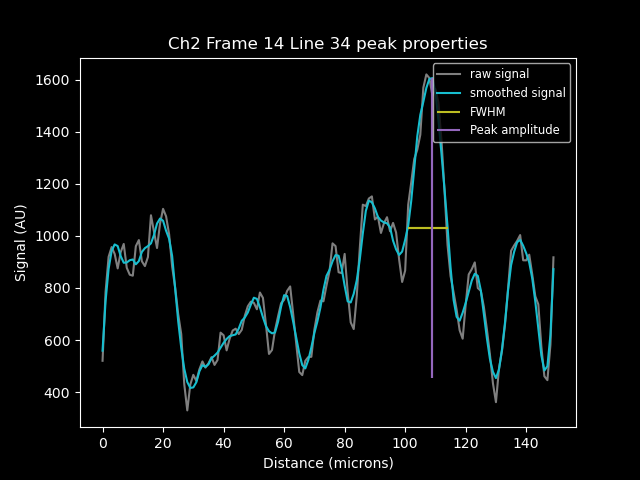 Ch2 Frame 14 Line 34 peak properties
raw signal
smoothed signal
FWHM
Peak amplitude
Signal (AU)
1600
1400
1200
1000
800
600
400
0 20 40 60 80 100 120 140
Distance (microns)